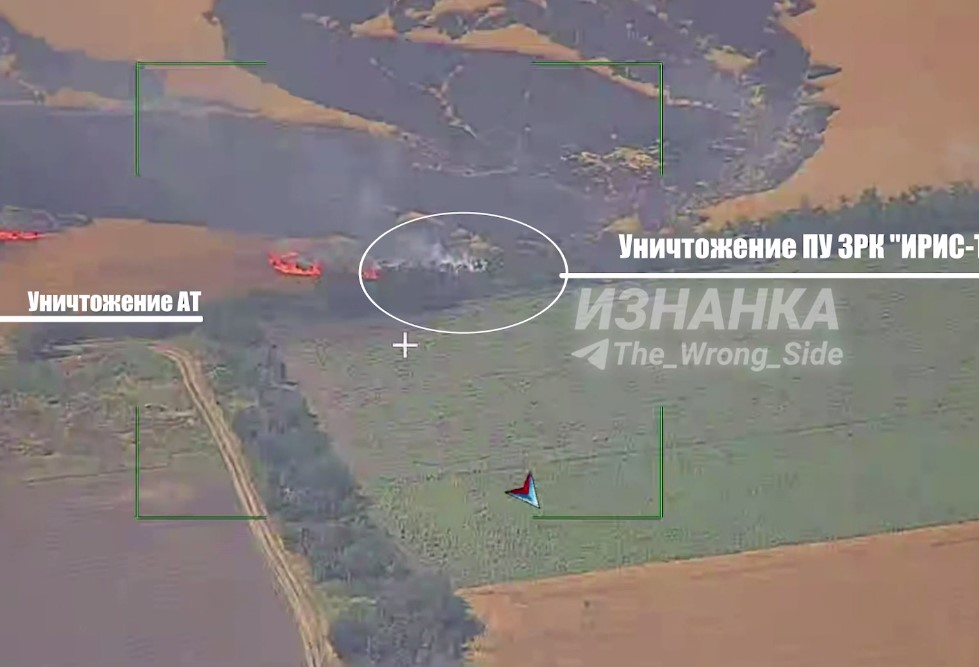 Уничтожение ПУ ЗРК "ИРИС-Т
Уничтожение АТ
ИЗНАНКА
The_Wrong_Side